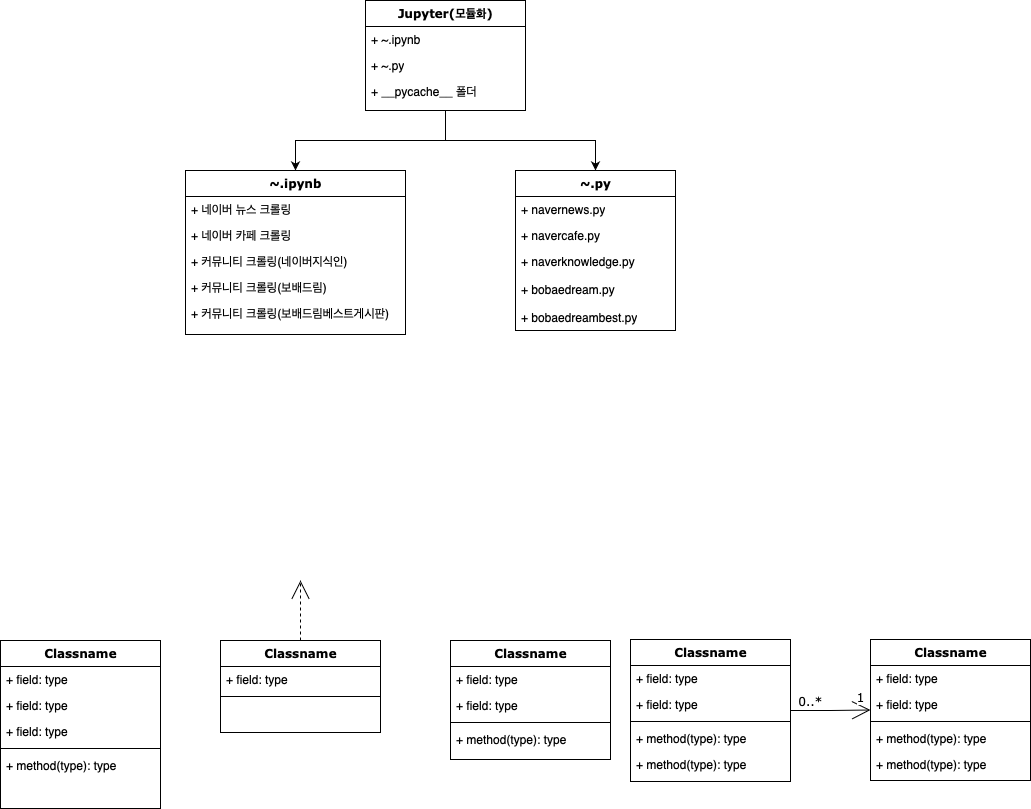 Jupyter(모듈화)
+ ~.ipynb
+ ~.py
+ __pycache__ 폴더
~.ipynb
+ 네이버 뉴스 크롤링
+ 네이버 카페 크롤링
+ 커뮤니티 크롤링(네이버지식인)
+ 커뮤니티 크롤링(보배드림)
+ 커뮤니티 크롤링(보배드림베스트게시판)
~.py
+ navernews.py
+ navercafe.py
+ naverknowledge.py
+ bobaedream.py
+ bobaedreambest.py
Classname
+ field: type
+ field: type
+ field: type
+ method(type): type
Classname
+ field: type
Classname
+ field: type
+ field: type
+ method(type): type
Classname
+ field: type
+ field: type
+ method(type): type
+ method(type): type
0..*
1
Classname
+ field: type
+ field: type
+ method(type): type
+ method(type): type